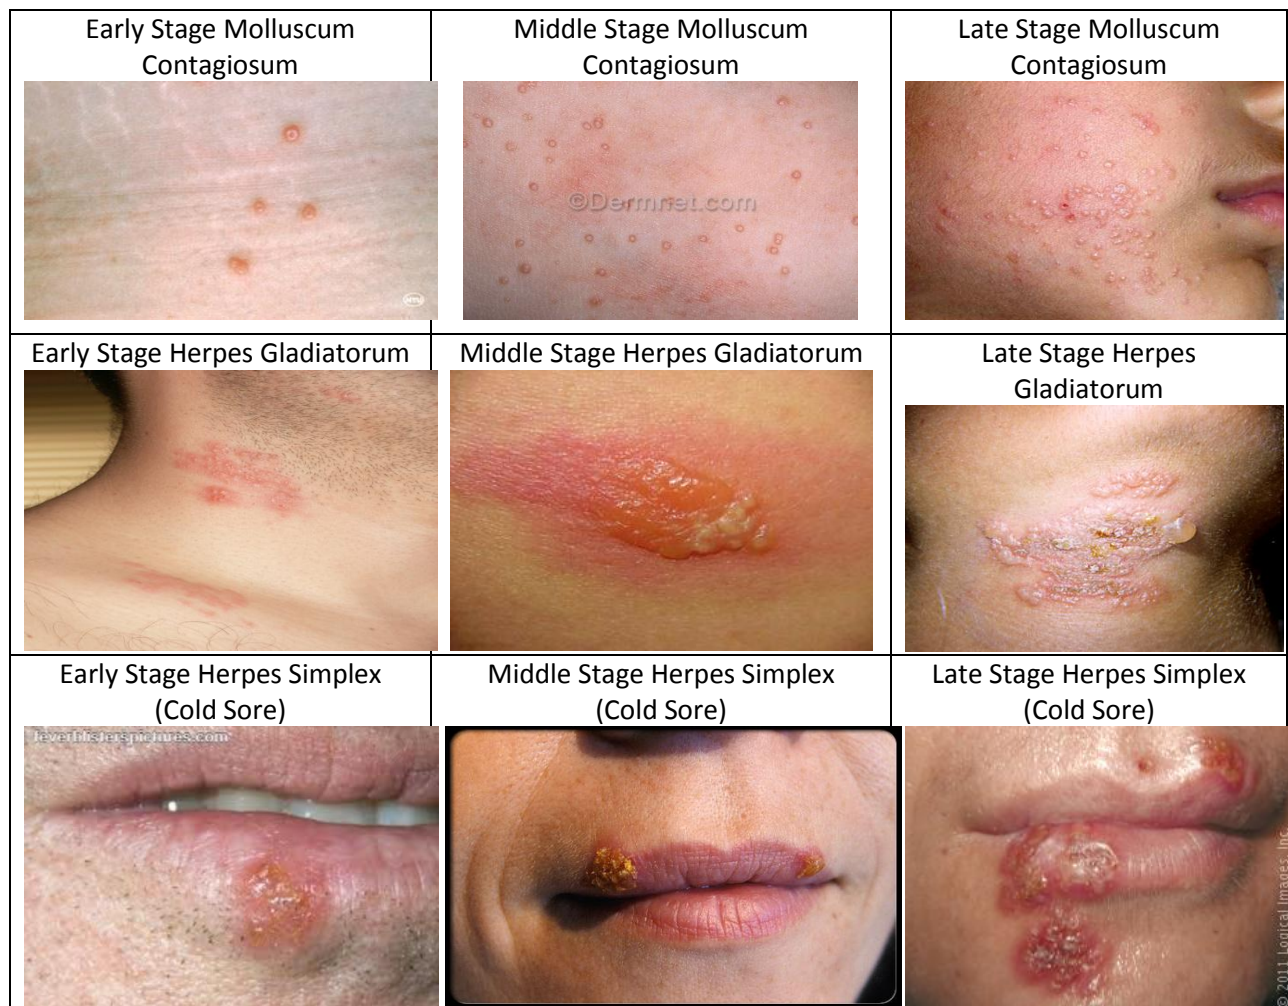 Early Stage Molluscum
Contagiosum
Middle Stage Molluscum
Contagiosum
Late Stage Molluscum
Contagiosum
©Dermnet.com
Early Stage Herpes Gladiatorum
Middle Stage Herpes Gladiatorum
Late Stage Herpes
Gladiatorum
Early Stage Herpes Simplex
(Cold Sore)
Middle Stage Herpes Simplex
(Cold Sore)
Late Stage Herpes Simplex
(Cold Sore)
feverblisterspictures.com
© 2011 Logical Images, Inc.